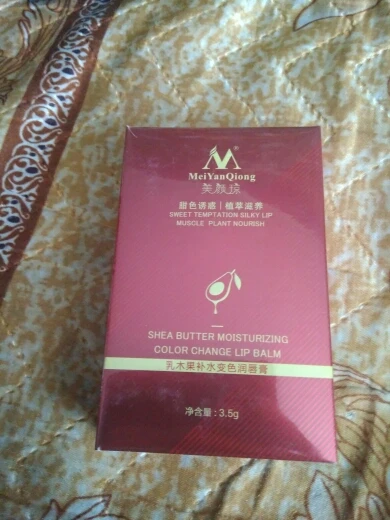 MeiYanQiong
美颜琼
甜色诱惑 | 植萃滋养
SWEET TEMPTATION SILKY LIP
MUSCLE PLANT NOURISH
SHEA BUTTER MOISTURIZING
COLOR CHANGE LIP BALM
乳木果补水变色润唇膏
净含量：3.5g